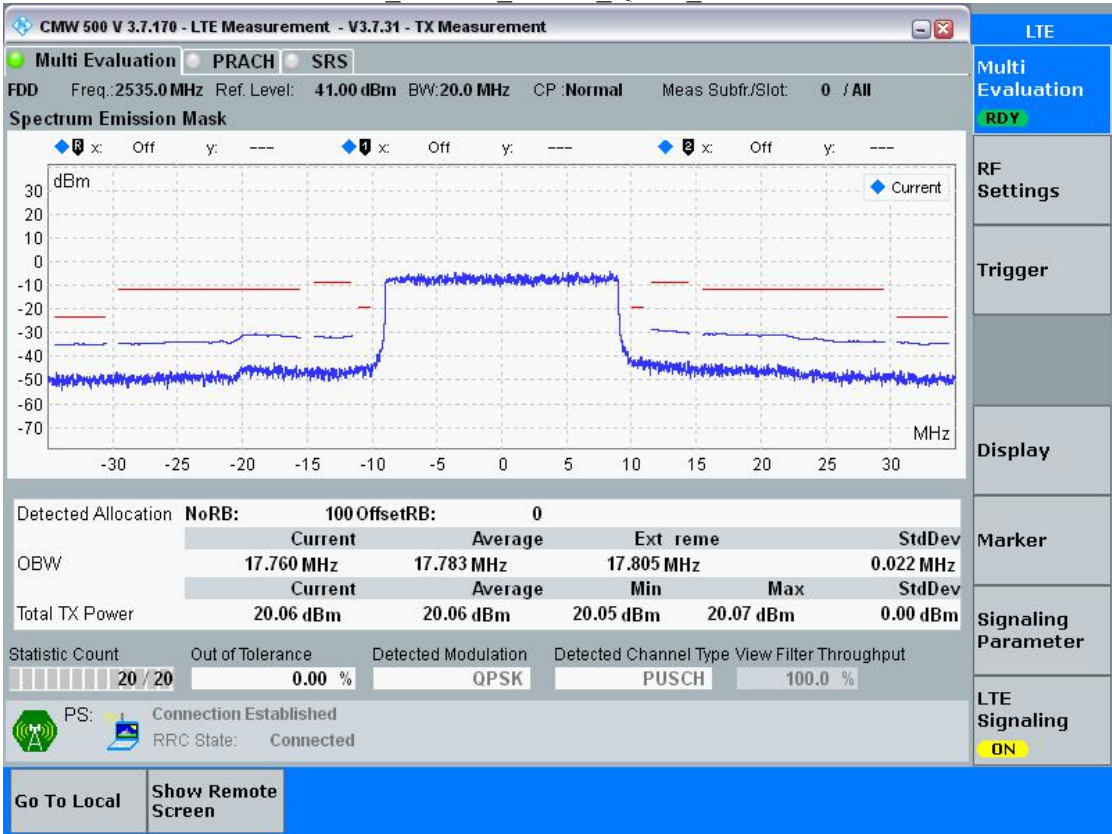 CMW 500 V 3.7.170 - LTE Measurement - V3.7.31 - TX Measurement
LTE
Multi Evaluation PRACH SRS
FDD Freq.:2535.0 MHz Ref. Level: 41.00 dBm BW:20.0 MHz CP :Normal Meas Subfr./Slot: 0 / All
Spectrum Emission Mask
R x: Off y: --- 1 x: Off y: --- 2 x: Off y: ---
dBm
Current
30
20
10
0
-10
-20
-30
-40
-50
-60
-70
MHz
-30 -25 -20 -15 -10 -5 0 5 10 15 20 25 30
Detected Allocation NoRB: 100 OffsetRB: 0
Current Average Ext reme StdDev
OBW 17.760 MHz 17.783 MHz 17.805 MHz 0.022 MHz
Current Average Min Max StdDev
Total TX Power 20.06 dBm 20.06 dBm 20.05 dBm 20.07 dBm 0.00 dBm
Statistic Count Out of Tolerance Detected Modulation Detected Channel Type View Filter Throughput
20 / 20 0.00 % QPSK PUSCH 100.0 %
PS: Connection Established
RRC State: Connected
Multi
Evaluation
RDY
RF
Settings
Trigger
Display
Marker
Signaling
Parameter
LTE
Signaling
ON
Go To Local
Show Remote
Screen